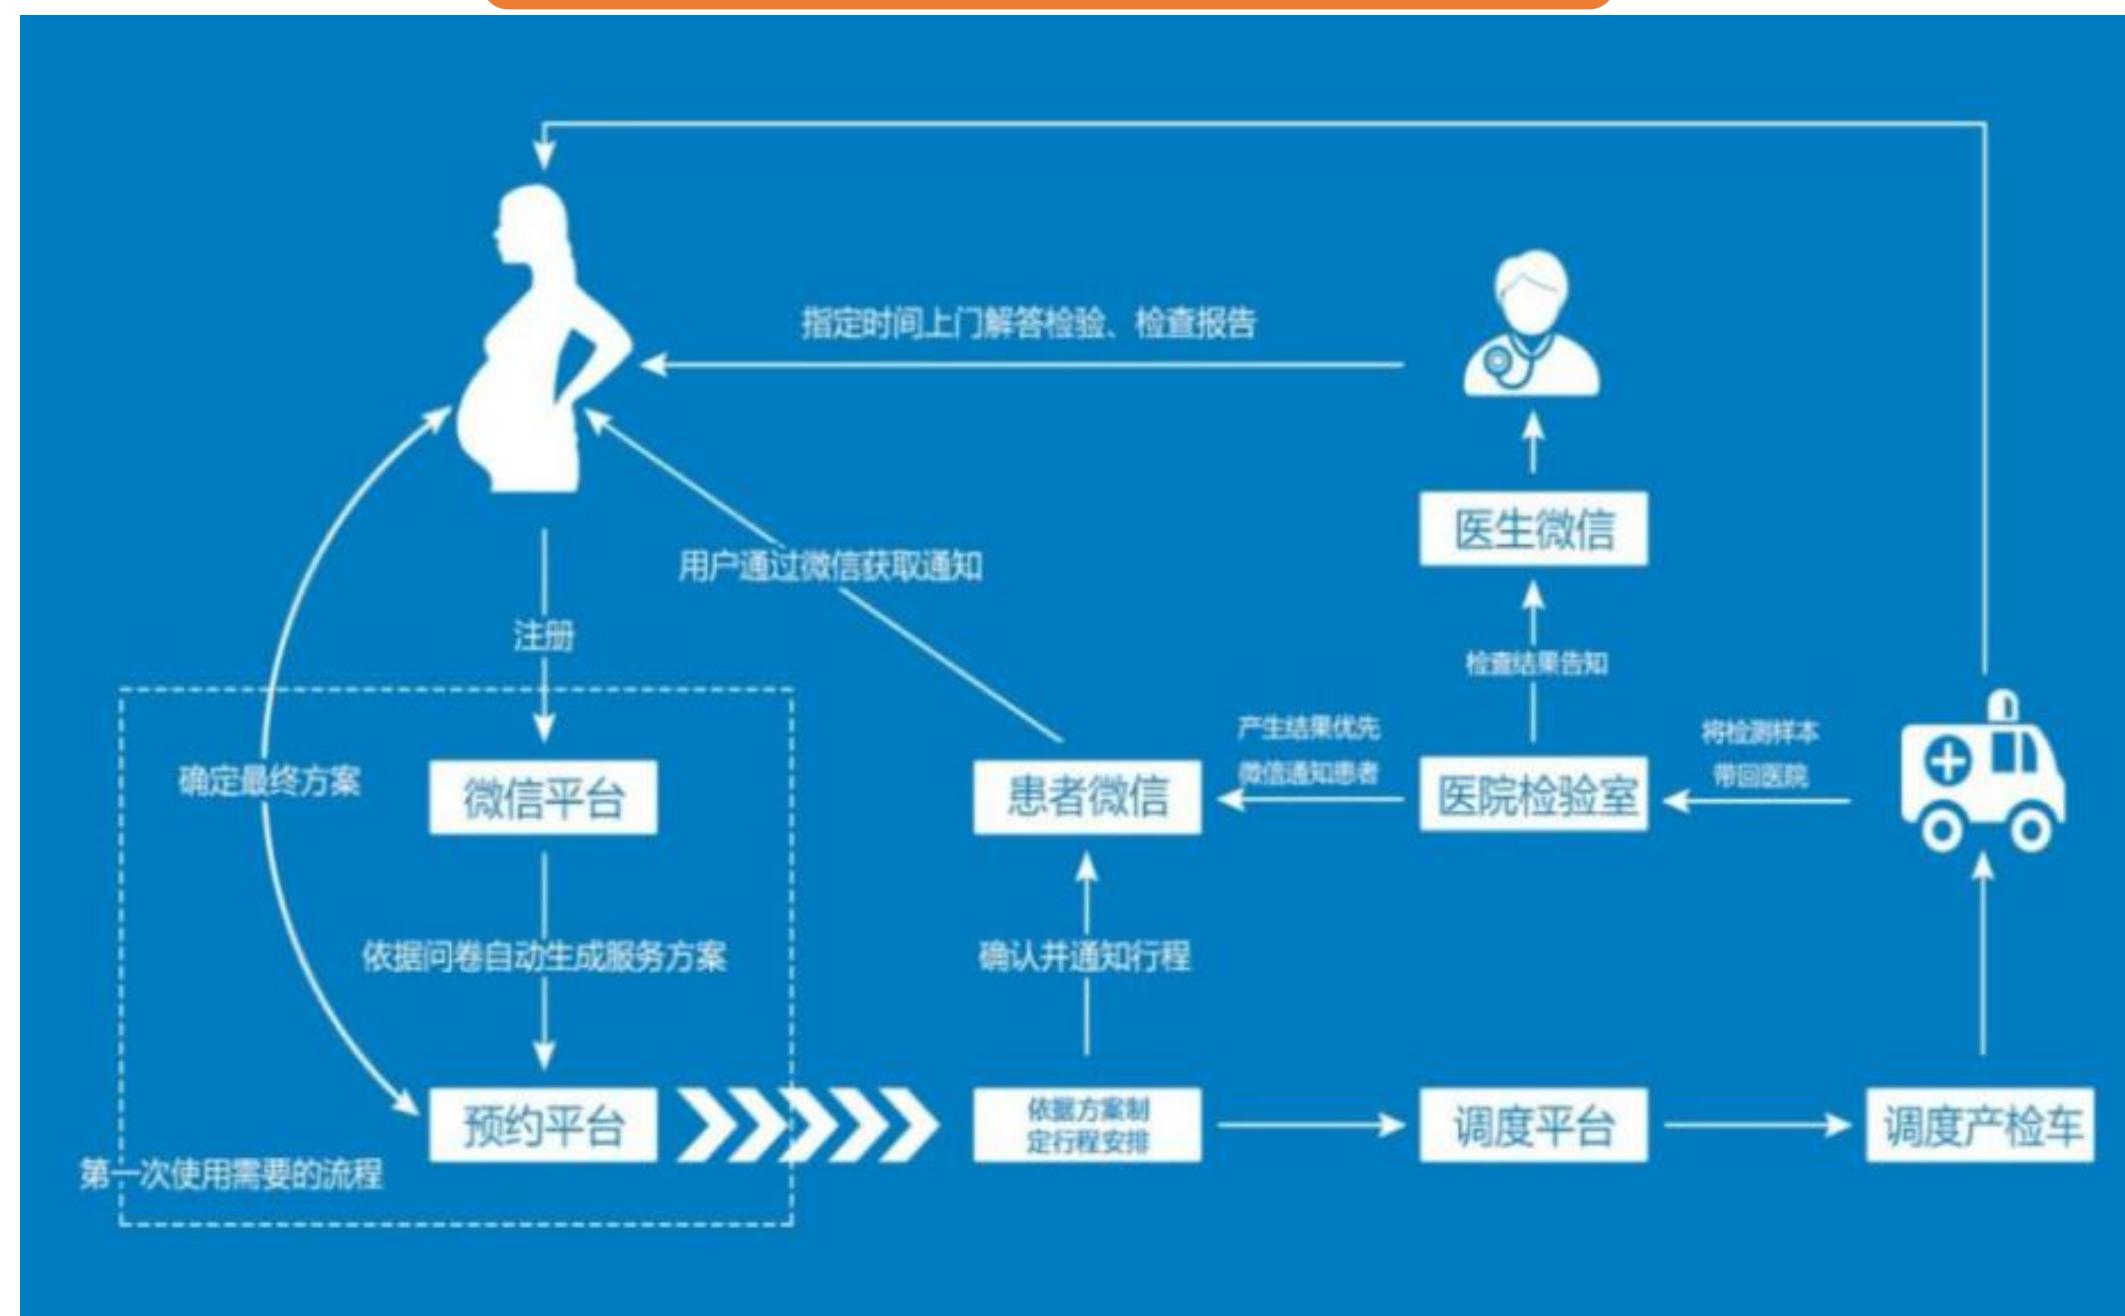 指定时间上门解答检验、检查报告
医生微信
用户通过微信获取通知
注册
检查结果告知
产生结果优先
微信通知患者
将检测样本
带回医院
确定最终方案
微信平台
患者微信
医院检验室
依据问卷自动生成服务方案
确认并通知行程
预约平台
依据方案制
定行程安排
调度平台
调度产检车
第一次使用需要的流程